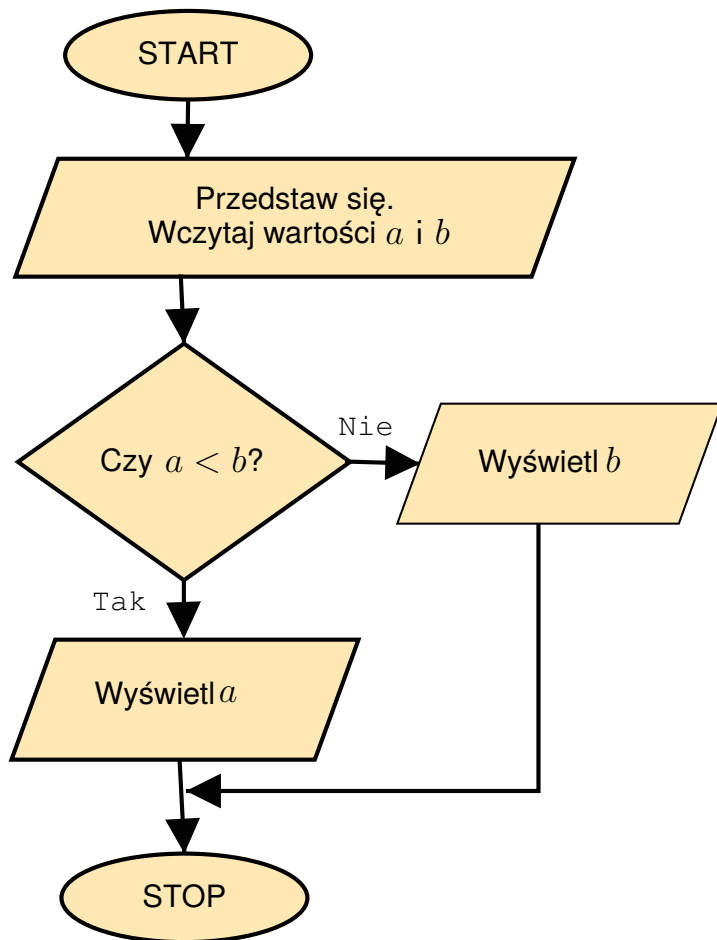 START
Przedstaw się.
Wczytaj wartości a i b
Czy a < b?
Nie
Wyświetl b
Tak
Wyświetl a
STOP